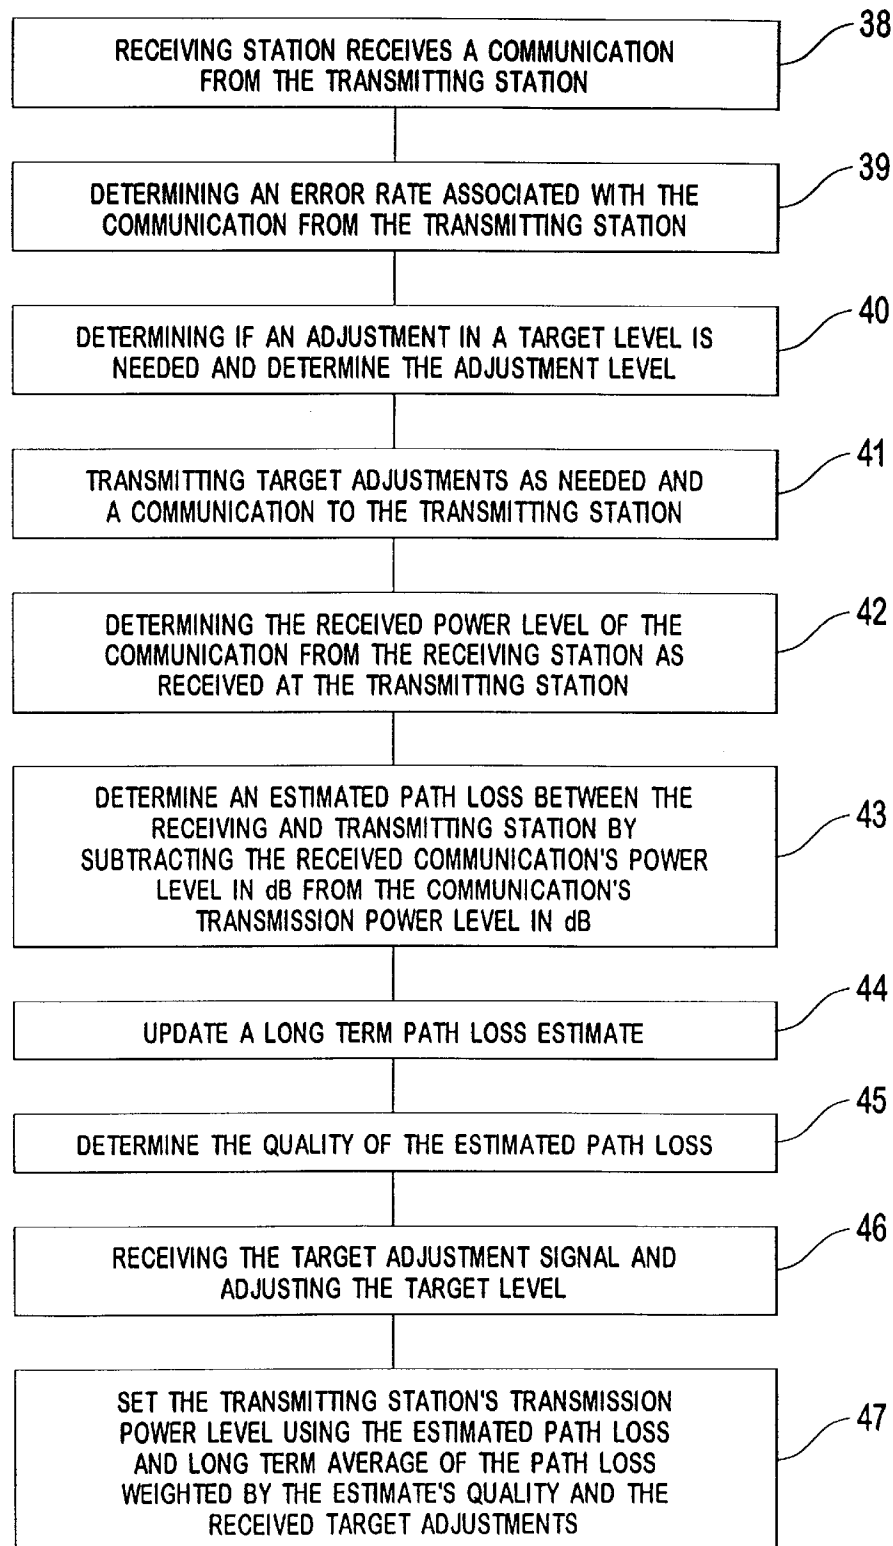 38
RECEIVING STATION RECEIVES A COMMUNICATION
FROM THE TRANSMITTING STATION
39
DETERMINING AN ERROR RATE ASSOCIATED WITH THE
COMMUNICATION FROM THE TRANSMITTING STATION
40
DETERMINING IF AN ADJUSTMENT IN A TARGET LEVEL IS
NEEDED AND DETERMINE THE ADJUSTMENT LEVEL
41
TRANSMITTING TARGET ADJUSTMENTS AS NEEDED AND
A COMMUNICATION TO THE TRANSMITTING STATION
42
DETERMINING THE RECEIVED POWER LEVEL OF THE
COMMUNICATION FROM THE RECEIVING STATION AS
RECEIVED AT THE TRANSMITTING STATION
43
DETERMINE AN ESTIMATED PATH LOSS BETWEEN THE
RECEIVING AND TRANSMITTING STATION BY
SUBTRACTING THE RECEIVED COMMUNICATION'S POWER
LEVEL IN dB FROM THE COMMUNICATION'S
TRANSMISSION POWER LEVEL IN dB
44
UPDATE A LONG TERM PATH LOSS ESTIMATE
45
DETERMINE THE QUALITY OF THE ESTIMATED PATH LOSS
46
RECEIVING THE TARGET ADJUSTMENT SIGNAL AND
ADJUSTING THE TARGET LEVEL
47
SET THE TRANSMITTING STATION'S TRANSMISSION
POWER LEVEL USING THE ESTIMATED PATH LOSS
AND LONG TERM AVERAGE OF THE PATH LOSS
WEIGHTED BY THE ESTIMATE'S QUALITY AND THE
RECEIVED TARGET ADJUSTMENTS